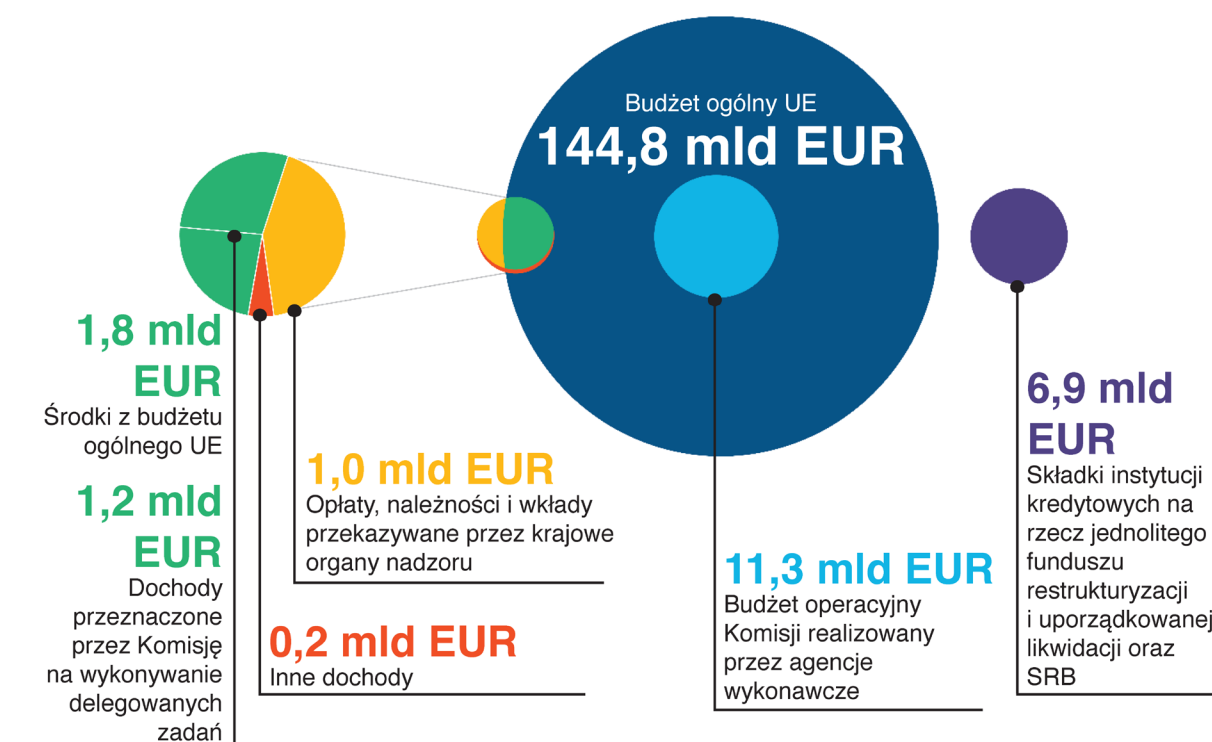 Budżet ogólny UE
144,8 mld EUR
1,8 mld
EUR
Środki z budżetu
ogólnego UE
1,2 mld
EUR
Dochody
przeznaczone
przez Komisję
na wykonywanie
delegowanych
zadań
1,0 mld EUR
Opłaty, należności i wkłady
przekazywane przez krajowe
organy nadzoru
0,2 mld EUR
Inne dochody
11,3 mld EUR
Budżet operacyjny
Komisji realizowany
przez agencje
wykonawcze
6,9 mld
EUR
Składki instytucji
kredytowych na
rzecz jednolitego
funduszu
restrukturyzacji
i uporządkowanej
likwidacji oraz
SRB